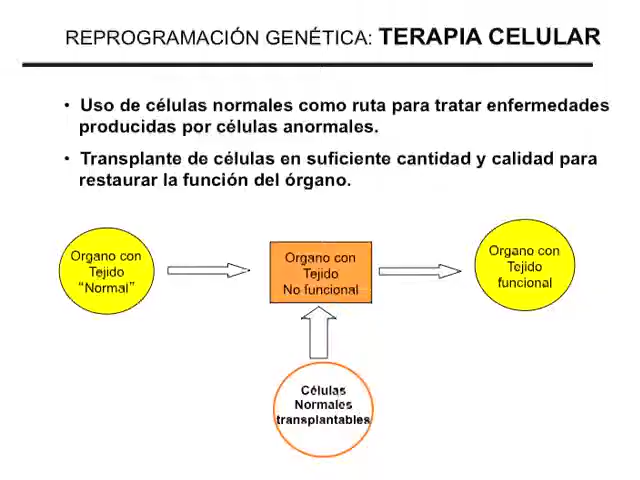 REPROGRAMACIÓN GENÉTICA: TERAPIA CELULAR
• Uso de células normales como ruta para tratar enfermedades
producidas por células anormales.
• Transplante de células en suficiente cantidad y calidad para
restaurar la función del órgano.
Organo con
Tejido
“Normal”
Organo con
Tejido
No funcional
Organo con
Tejido
funcional
Células
Normales
transplantables